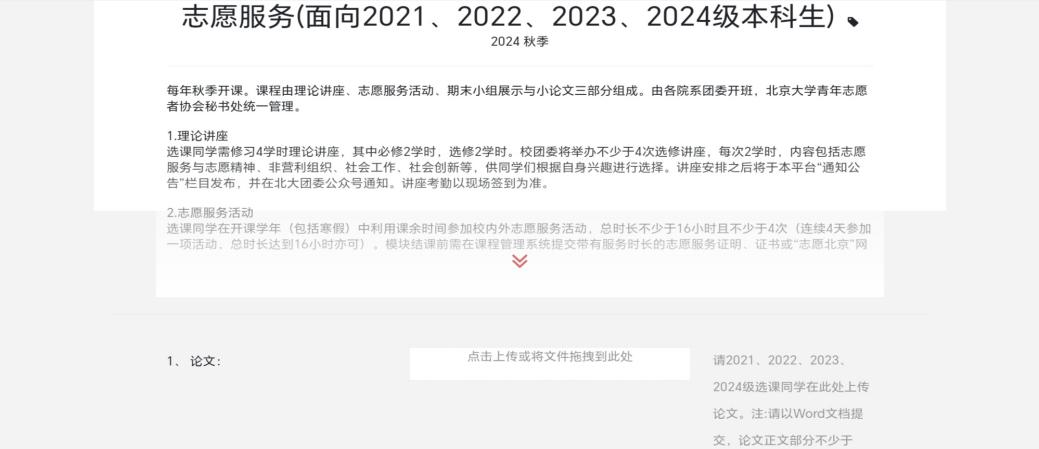 志愿服务(面向2021、2022、2023、2024级本科生)
2024 秋季
每年秋季开课。课程由理论讲座、志愿服务活动、期末小组展示与小论文三部分组成。由各院系团委开班，北京大学青年志愿
者协会秘书处统一管理。
1.理论讲座
选课同学需修习4学时理论讲座，其中必修2学时，选修2学时。校团委将举办不少于4次选修讲座，每次2学时，内容包括志愿
服务与志愿精神、非营利组织、社会工作、社会创新等，供同学们根据自身兴趣进行选择。讲座安排之后将于本平台“通知公
告”栏目发布，并在北大团委公众号通知。讲座考勤以现场签到为准。
2.志愿服务活动
选课同学在开课学年（包括寒假）中利用课余时间参加校内外志愿服务活动，总时长不少于16小时且不少于4次（连续4天参加
一项活动、总时长达到16小时亦可）。模块结课前需在课程管理系统提交带有服务时长的志愿服务证明、证书或“志愿北京”网
1、 论文：
点击上传或将文件拖拽到此处
请2021、2022、2023、
2024级选课同学在此处上传
论文。注:请以Word文档提
交，论文正文部分不少于